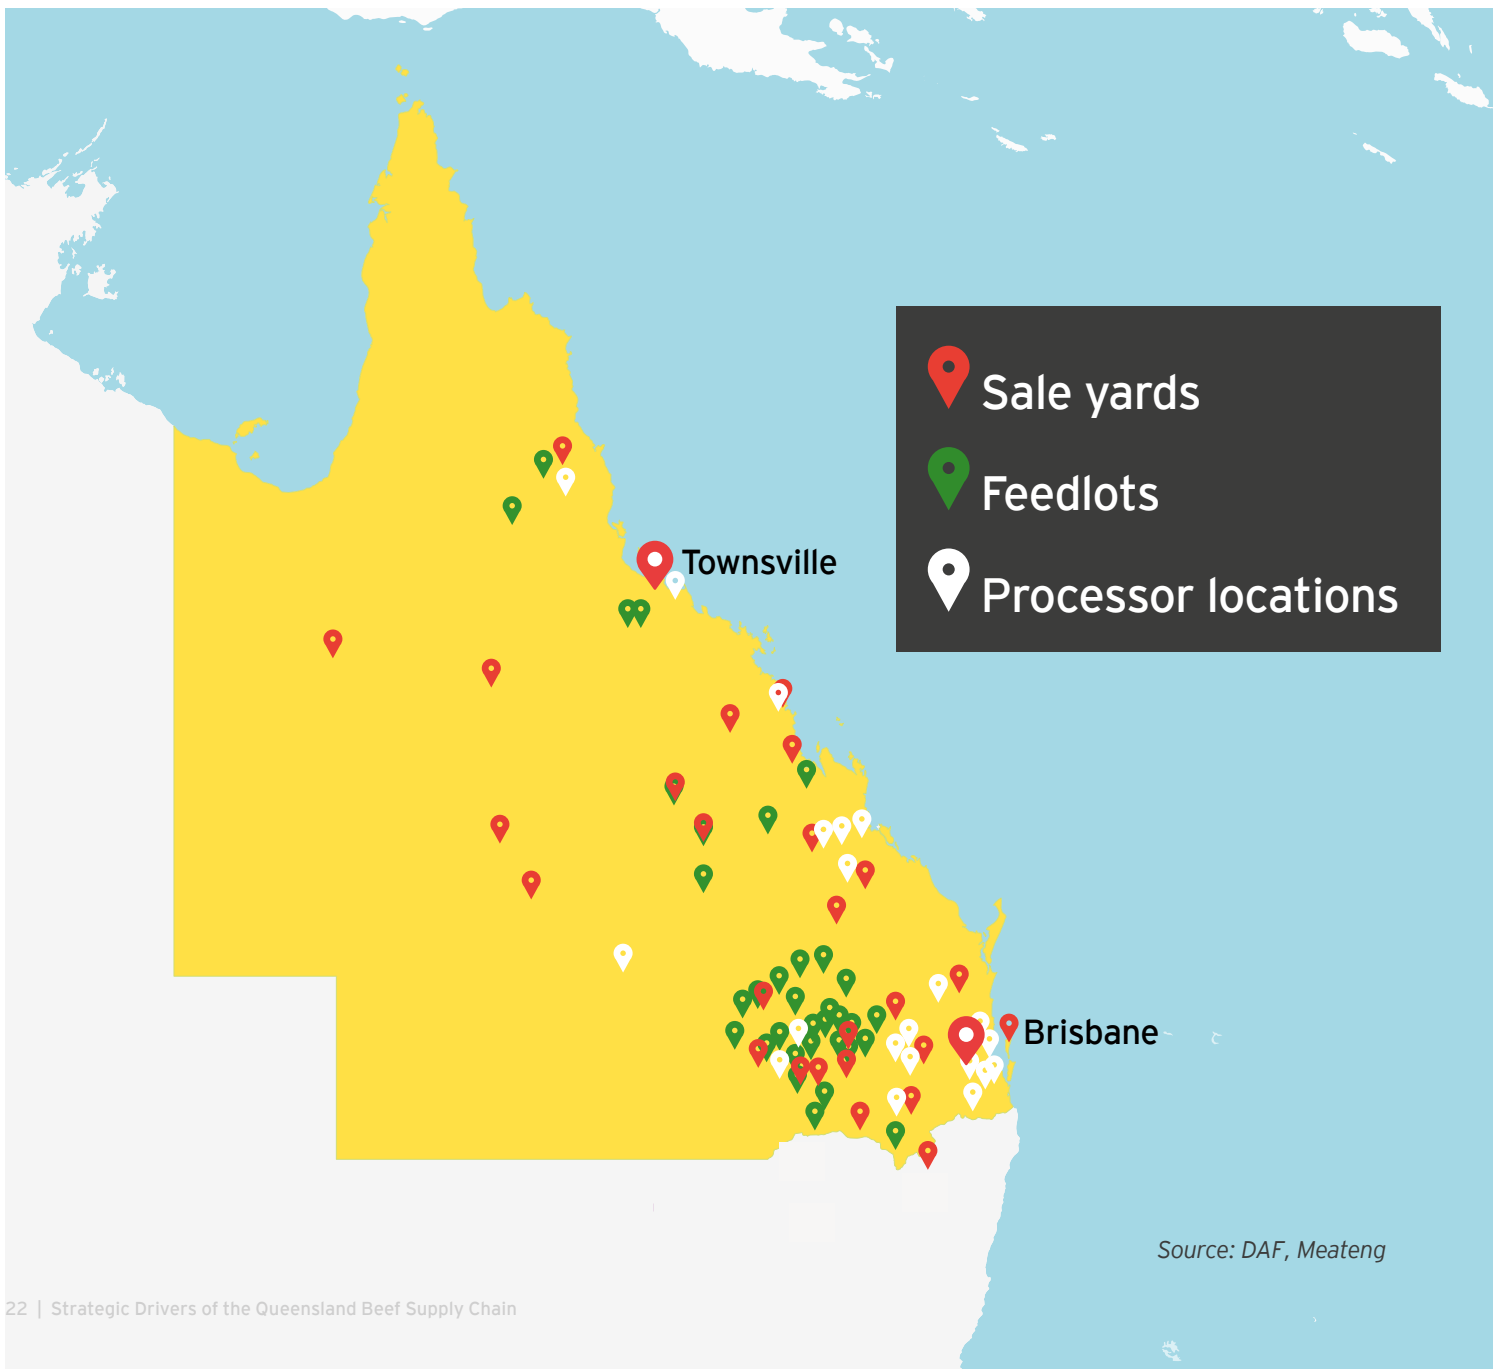 Sale yards
Feedlots
Processor locations
Townsville
Brisbane
Source: DAF, Meateng
22 | Strategic Drivers of the Queensland Beef Supply Chain